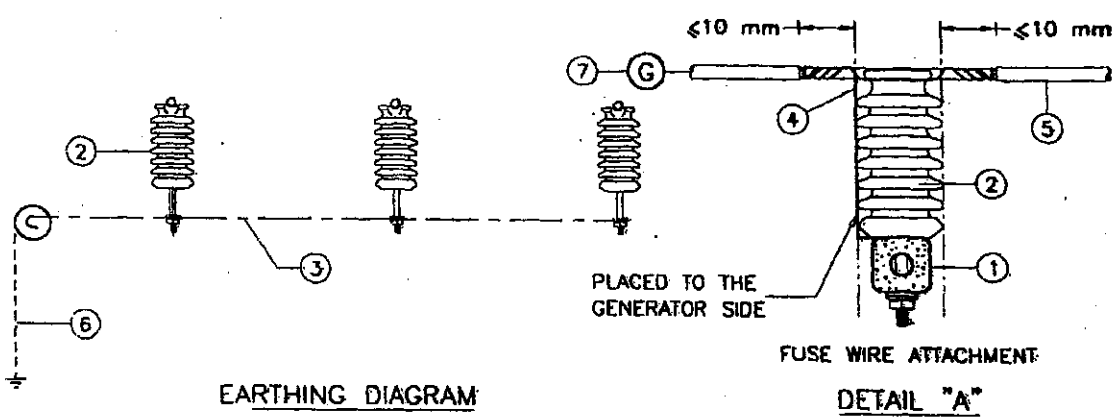 ≤10 mm
≤10 mm
7
G
4
5
2
2
3
1
PLACED TO THE
GENERATOR SIDE
6
FUSE WIRE ATTACHMENT
EARTHING DIAGRAM
DETAIL "A"